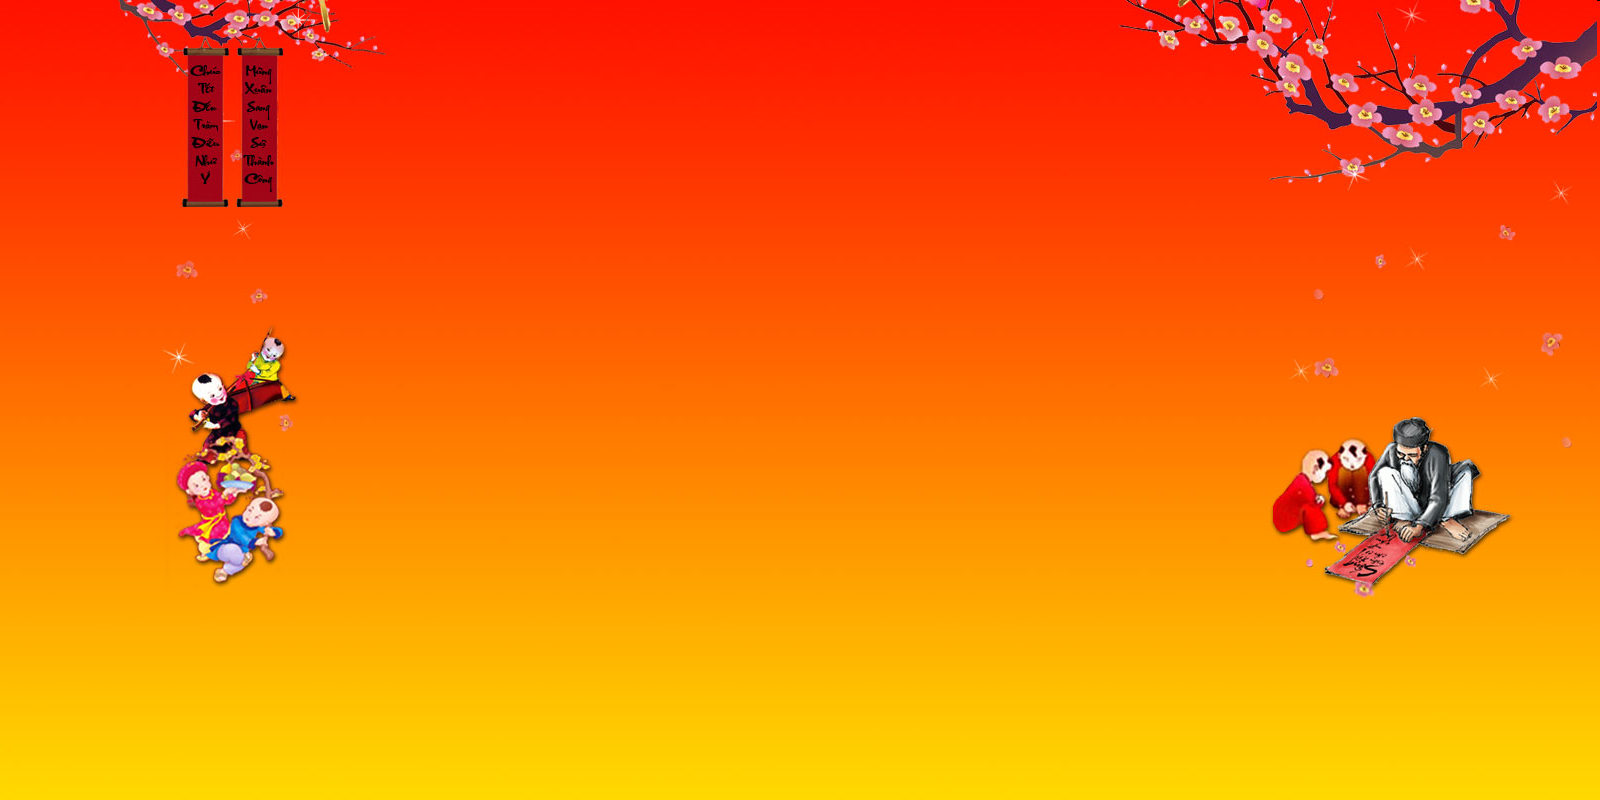 Chúc
Tết
Đến
Trăm
Điều
Như
Ý
Mừng
Xuân
Sang
Vạn
Sự
Thành
Công